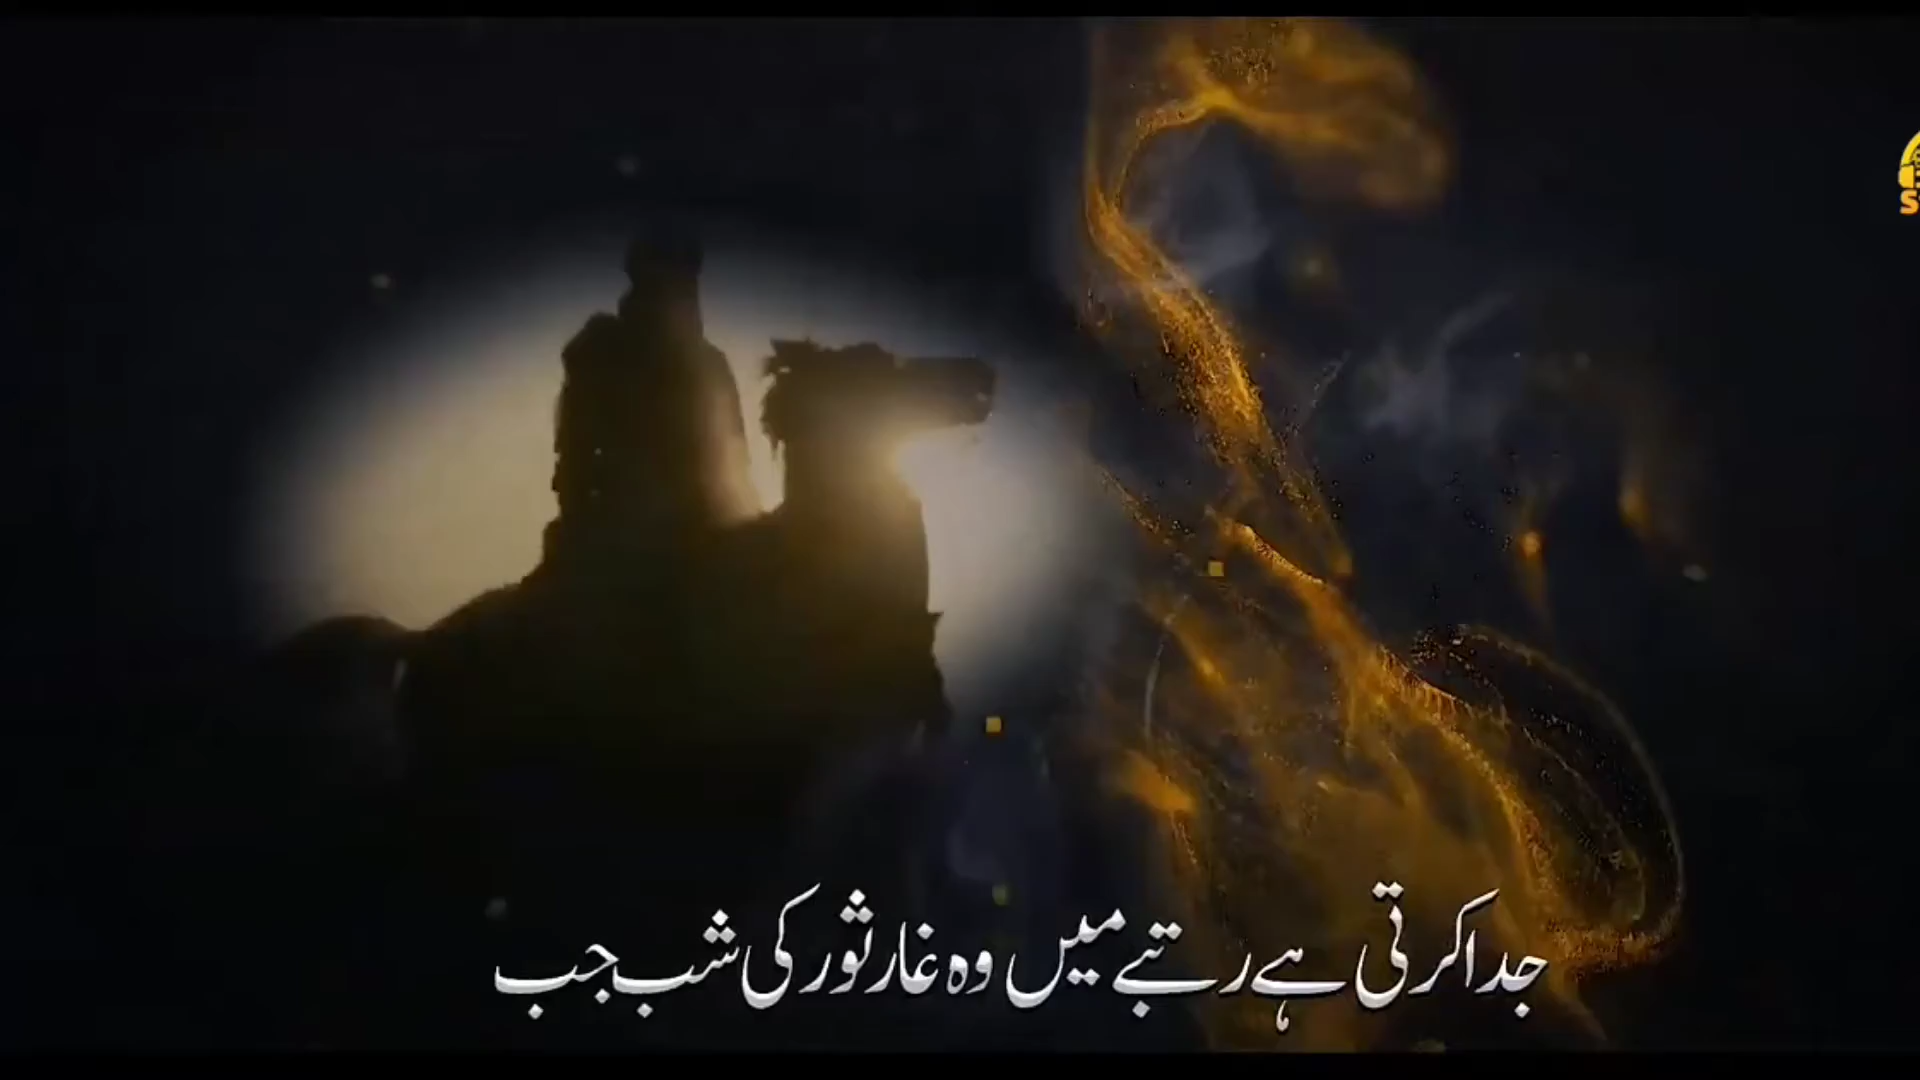 جدا کرتی ہے رتبے میں وہ غار ثور کی شب جب